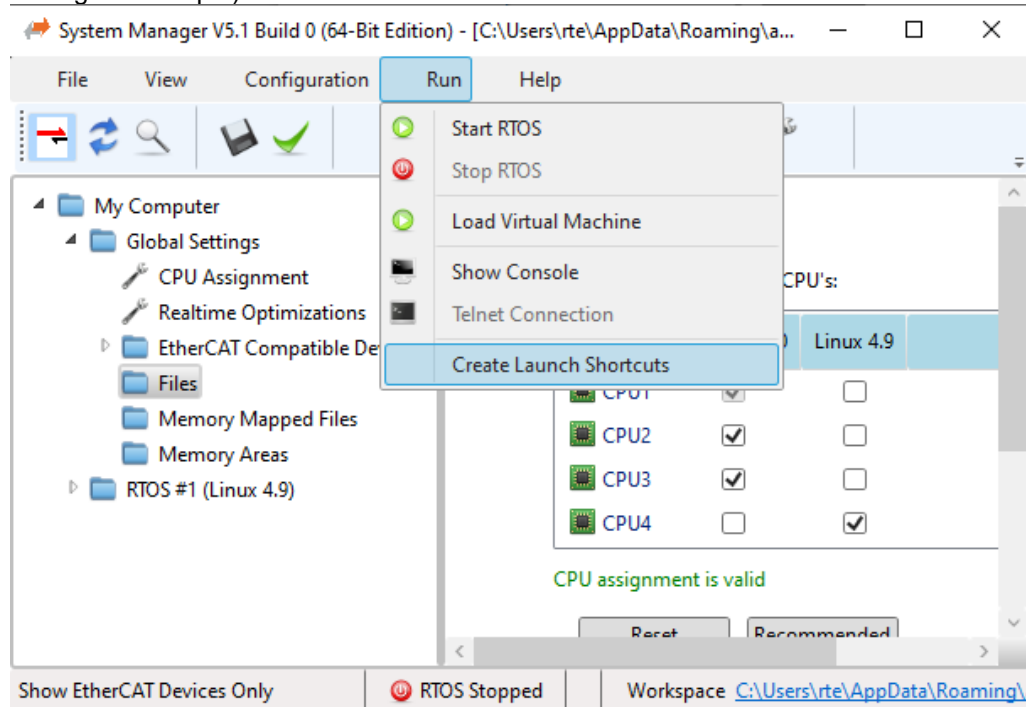 System Manager V5.1 Build 0 (64-Bit Edition) - [C:\Users\rte\AppData\Roaming\a...
File View Configuration Run Help
Start RTOS
Stop RTOS
Load Virtual Machine
Show Console
Telnet Connection
Create Launch Shortcuts
My Computer
Global Settings
CPU Assignment
Realtime Optimizations
EtherCAT Compatible De
Files
Memory Mapped Files
Memory Areas
RTOS #1 (Linux 4.9)
CPU's:
Linux 4.9
CPU1
CPU2
CPU3
CPU4
CPU assignment is valid
Reset Recommended
Show EtherCAT Devices Only RTOS Stopped Workspace C:\Users\rte\AppData\Roaming\